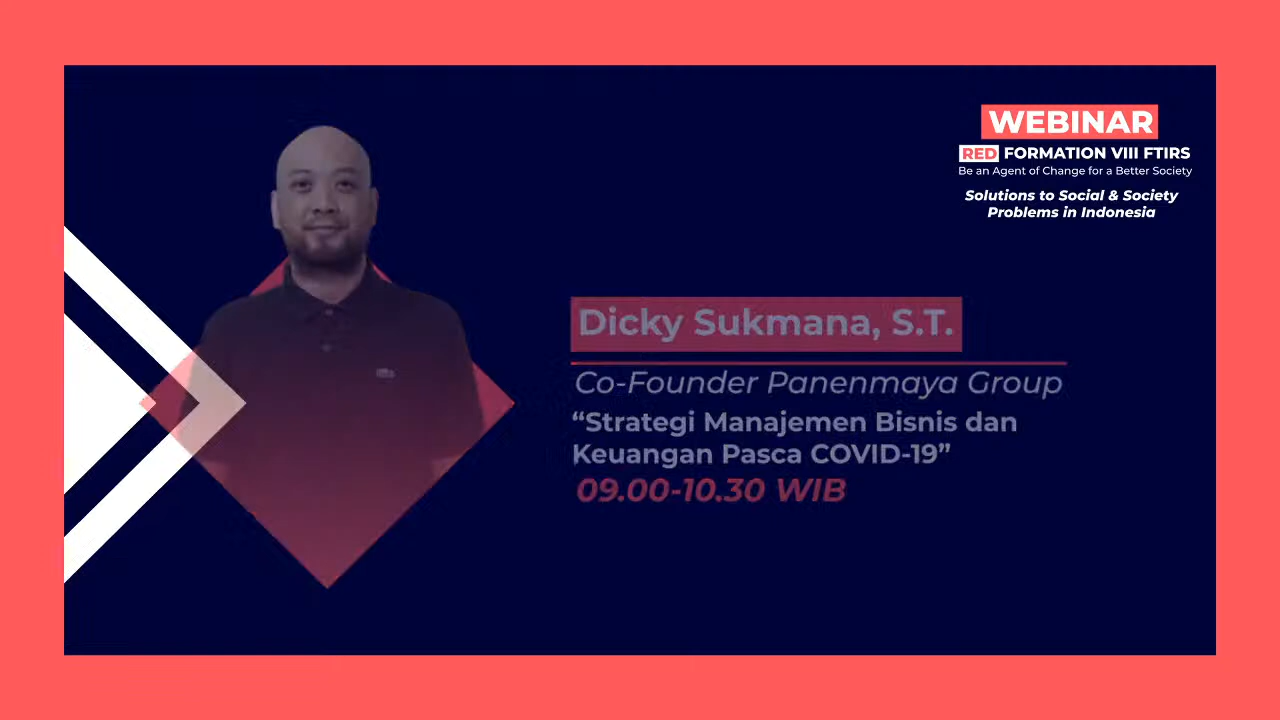 WEBINAR
RED FORMATION VIII FTIRS
Be an Agent of Change for a Better Society
Solutions to Social & Society
Problems in Indonesia
Dicky Sukmana, S.T.
Co-Founder Panenmaya Group
“Strategi Manajemen Bisnis dan
Keuangan Pasca COVID-19”
09.00-10.30 WIB